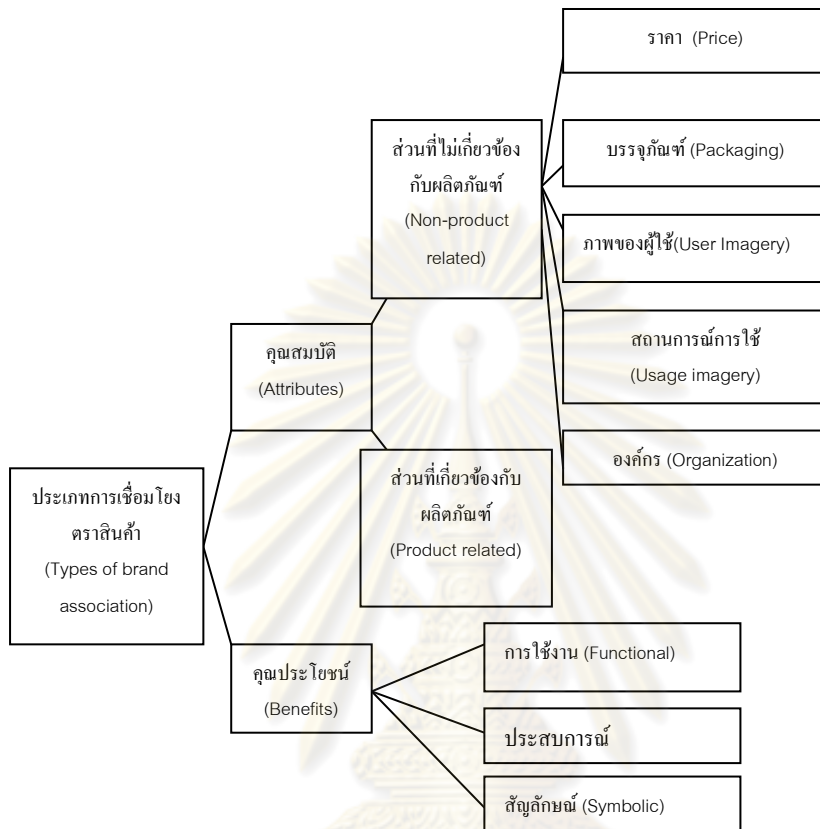 ประเภทการเชื่อมโยง
ตราสินค้า
(Types of brand
association)
คุณสมบัติ
(Attributes)
ส่วนที่ไม่เกี่ยวข้อง
กับผลิตภัณฑ์
(Non-product
related)
ราคา (Price)
บรรจุภัณฑ์ (Packaging)
ภาพของผู้ใช้(User Imagery)
สถานการณ์การใช้
(Usage imagery)
องค์กร (Organization)
ส่วนที่เกี่ยวข้องกับ
ผลิตภัณฑ์
(Product related)
คุณประโยชน์
(Benefits)
การใช้งาน (Functional)
ประสบการณ์
สัญลักษณ์ (Symbolic)